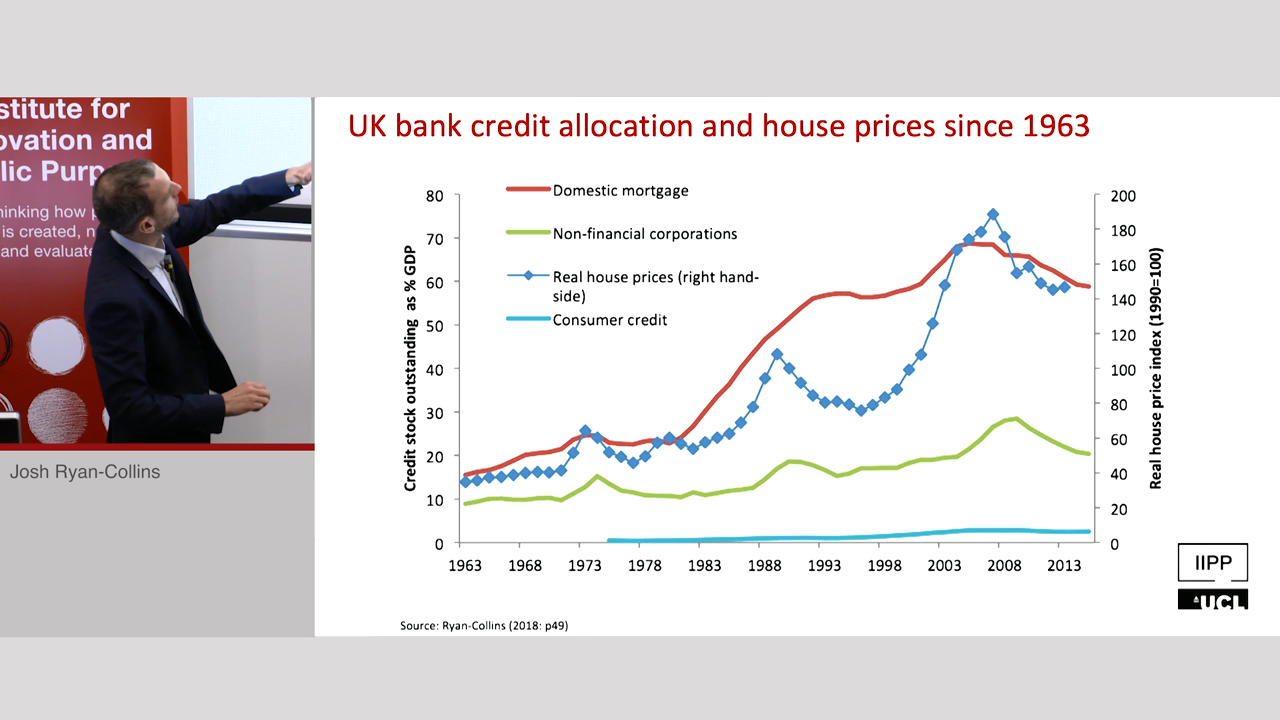 stitute for
ovation and
lic Purp
hinking how p
is created, n
and evaluate
Josh Ryan-Collins
UK bank credit allocation and house prices since 1963
Domestic mortgage
Non-financial corporations
Real house prices (right hand-
side)
Consumer credit
Credit stock outstanding as % GDP
80
70
60
50
40
30
20
10
0
200
180
160
140
120
100
80
60
40
20
0
Real house price index (1990=100)
1963 1968 1973 1978 1983 1988 1993 1998 2003 2008 2013
Source: Ryan-Collins (2018: p49)
IIPP
UCL